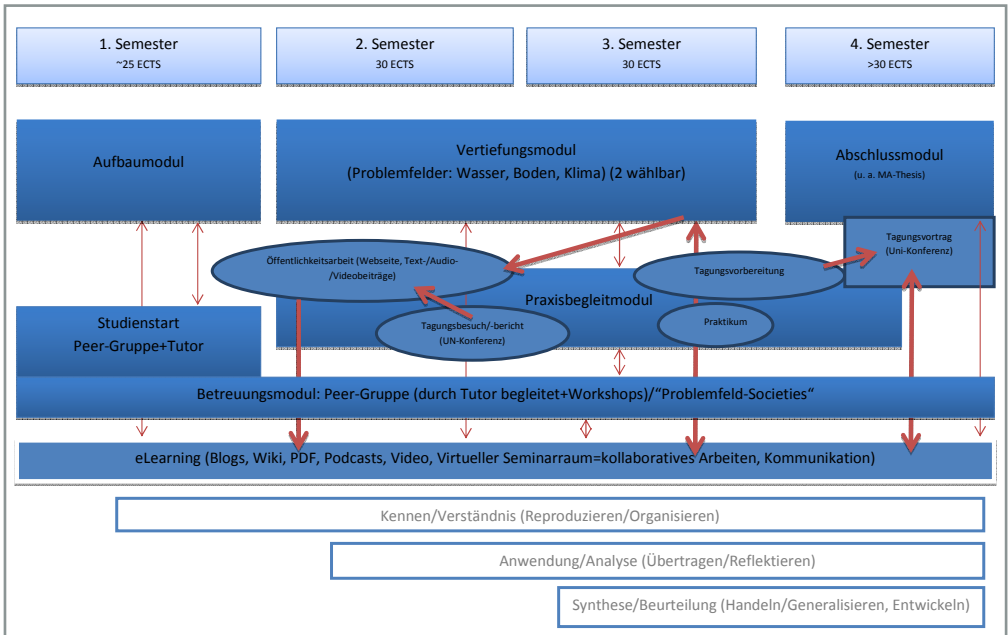 1. Semester
~25 ECTS
2. Semester
30 ECTS
3. Semester
30 ECTS
4. Semester
>30 ECTS
Aufbaumodul
Vertiefungsmodul
(Problemfelder: Wasser, Boden, Klima) (2 wählbar)
Abschlussmodul
(u. a. MA-Thesis)
Öffentlichkeitsarbeit (Webseite, Text-/Audio-
/Videobeiträge)
Tagungsvorbereitung
Tagungsvortrag
(Uni-Konferenz)
Praxisbegleitmodul
Studienstart
Peer-Gruppe+Tutor
Tagungsbesuch/-bericht
(UN-Konferenz)
Praktikum
Betreuungsmodul: Peer-Gruppe (durch Tutor begleitet+Workshops)/"Problemfeld-Societies“
eLearning (Blogs, Wiki, PDF, Podcasts, Video, Virtueller Seminarraum=kollaboratives Arbeiten, Kommunikation)
Kennen/Verständnis (Reproduzieren/Organisieren)
Anwendung/Analyse (Übertragen/Reflektieren)
Synthese/Beurteilung (Handeln/Generalisieren, Entwickeln)